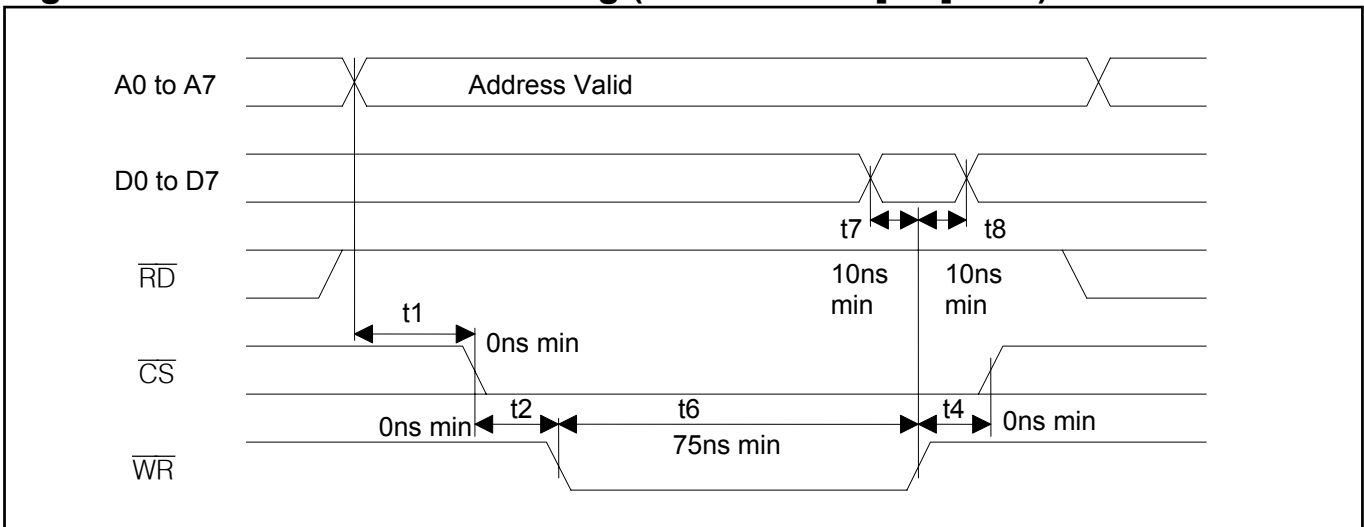 A0 to A7
Address Valid
D0 to D7
t7
t8
RD
10ns
min
10ns
min
t1
0ns min
CS
t2
t6
t4
0ns min
75ns min
0ns min
WR